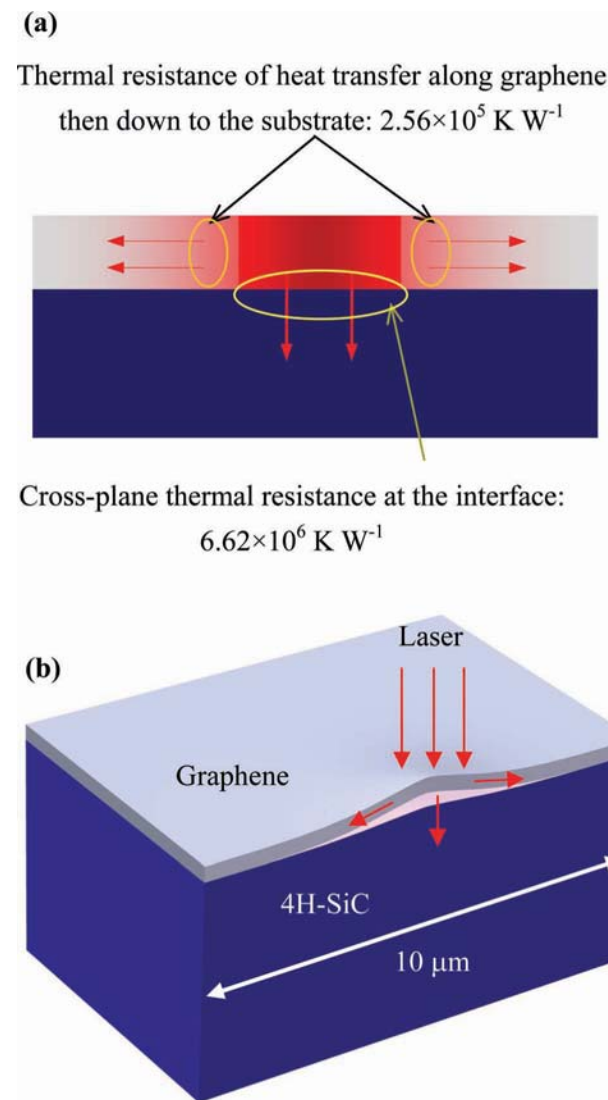 (a)
Thermal resistance of heat transfer along graphene
then down to the substrate: 2.56×10⁵ K W⁻¹
Cross-plane thermal resistance at the interface:
6.62×10⁶ K W⁻¹
(b)
Laser
Graphene
4H-SiC
10 μm